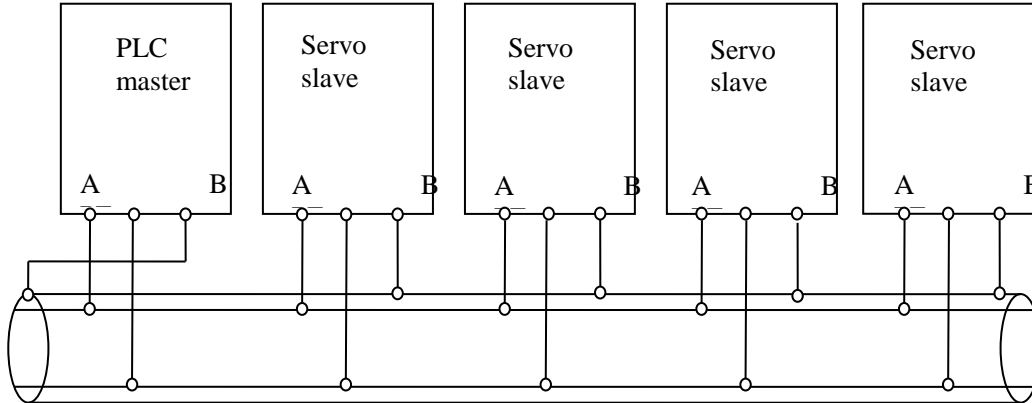 PLC
master
Servo
slave
Servo
slave
Servo
slave
Servo
slave
A B
A B
A B
A B
A B